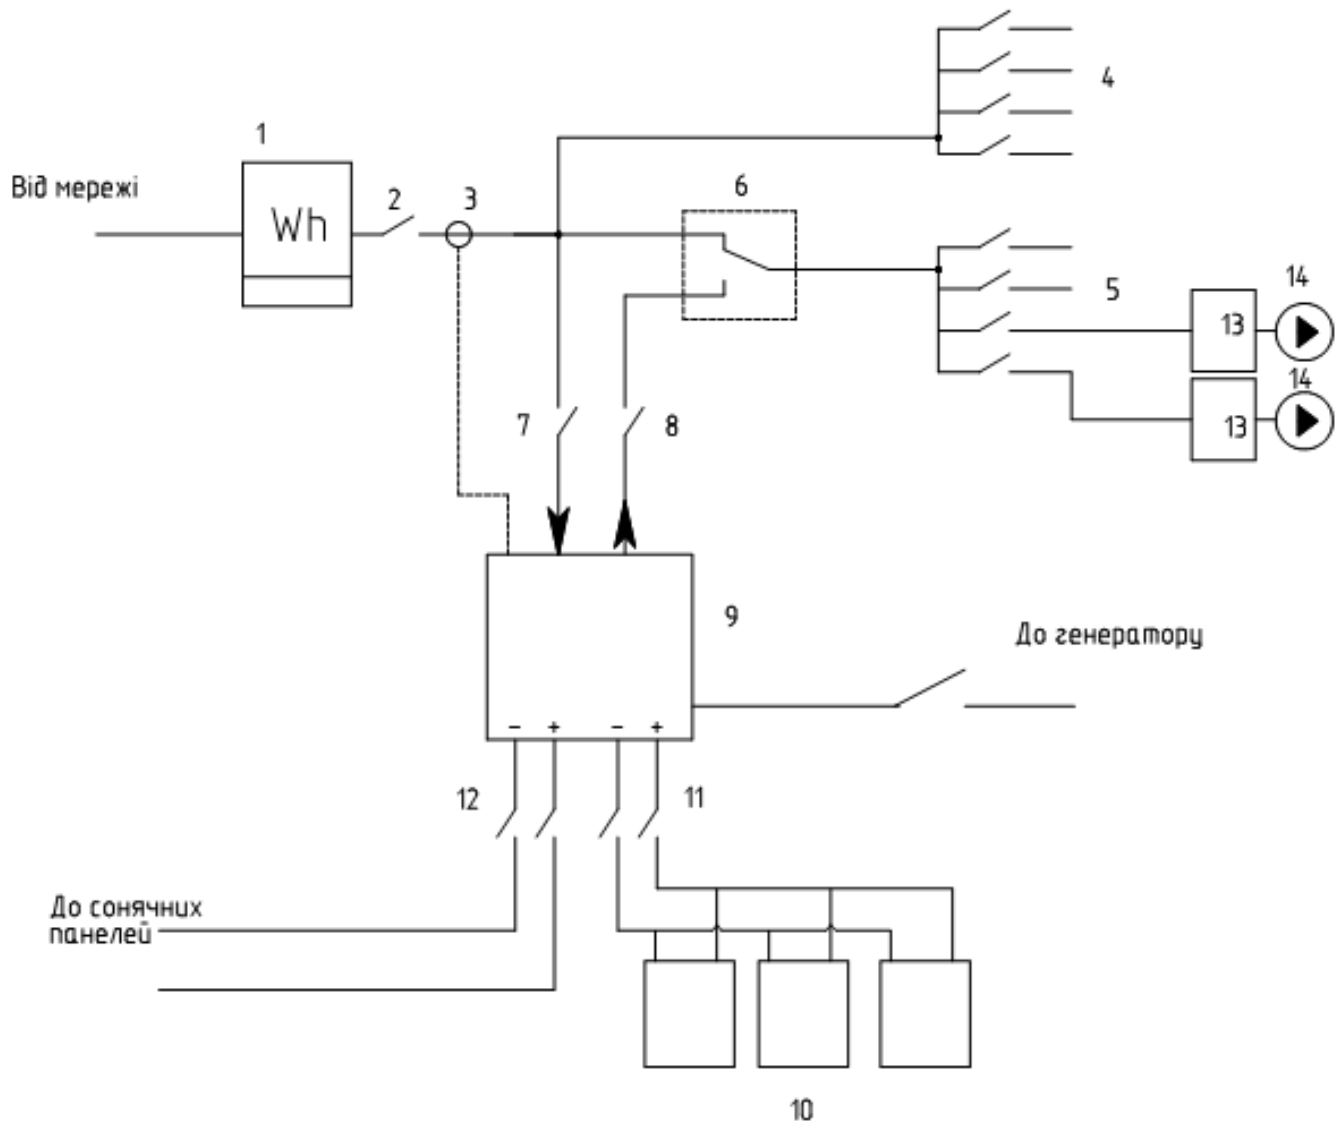 4
1
Від мережі
Wh
2
3
6
5
14
13
14
13
7
8
9
До генератору
- + - +
12
11
До сонячних
панелей
10